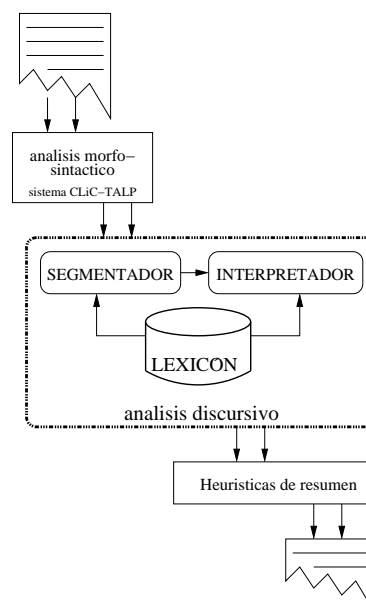 analisis morfo–
sintactico
sistema CLiC–TALP
SEGMENTADOR
INTERPRETADOR
LEXICON
analisis discursivo
Heuristicas de resumen